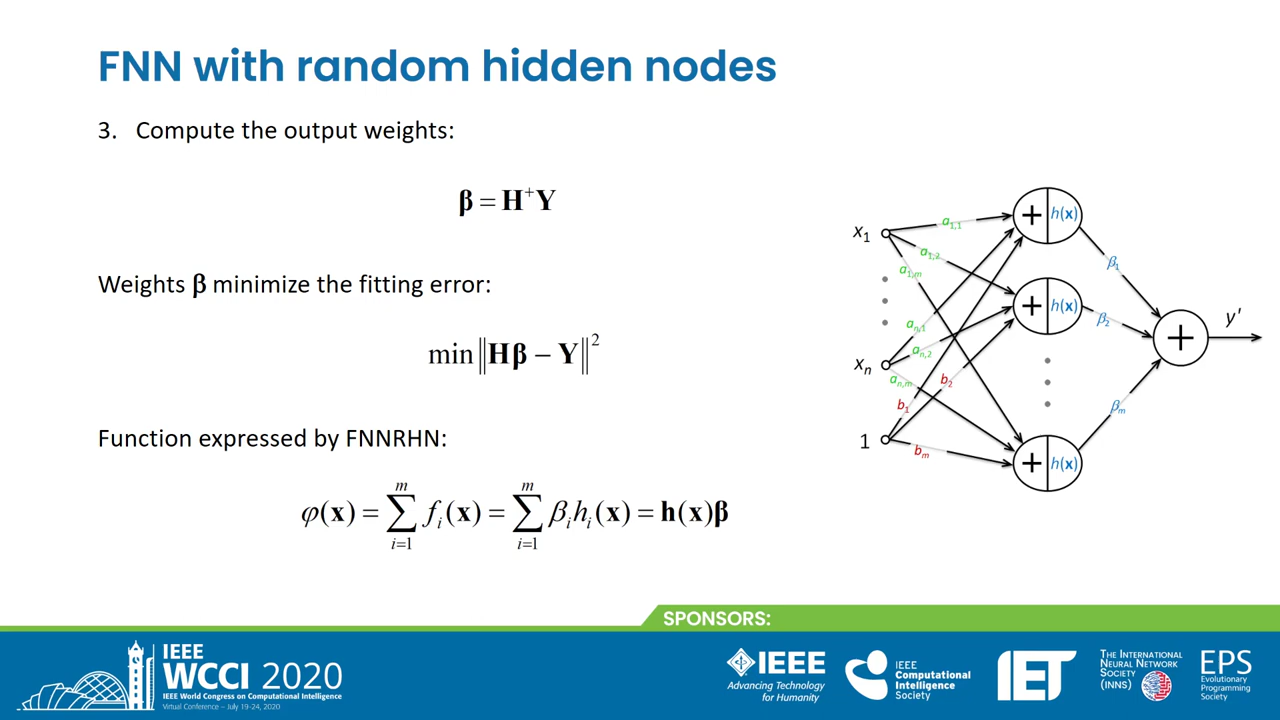 FNN with random hidden nodes
3. Compute the output weights:
β = H⁺Y
Weights β minimize the fitting error:
min‖Hβ − Y‖²
Function expressed by FNNRHN:
φ(x) = ∑_{i=1}^{m} f_i(x) = ∑_{i=1}^{m} β_i h_i(x) = h(x)β
x₁
xₙ
1
a₁,₁
a₁,₂
a₁,ₘ
aₙ,₁
aₙ,₂
aₙ,ₘ
b₁
b₂
bₘ
+ h(x)
+ h(x)
+ h(x)
β₁
β₂
βₘ
+
y'
SPONSORS:
IEEE
WCCI 2020
IEEE World Congress on Computational Intelligence
Virtual Conference – July 19-24, 2020
IEEE
Advancing Technology
for Humanity
IEEE
Computational
Intelligence
Society
IET
The International
Neural Network
Society
(INNS)
EPS
Evolutionary
Programming
Society